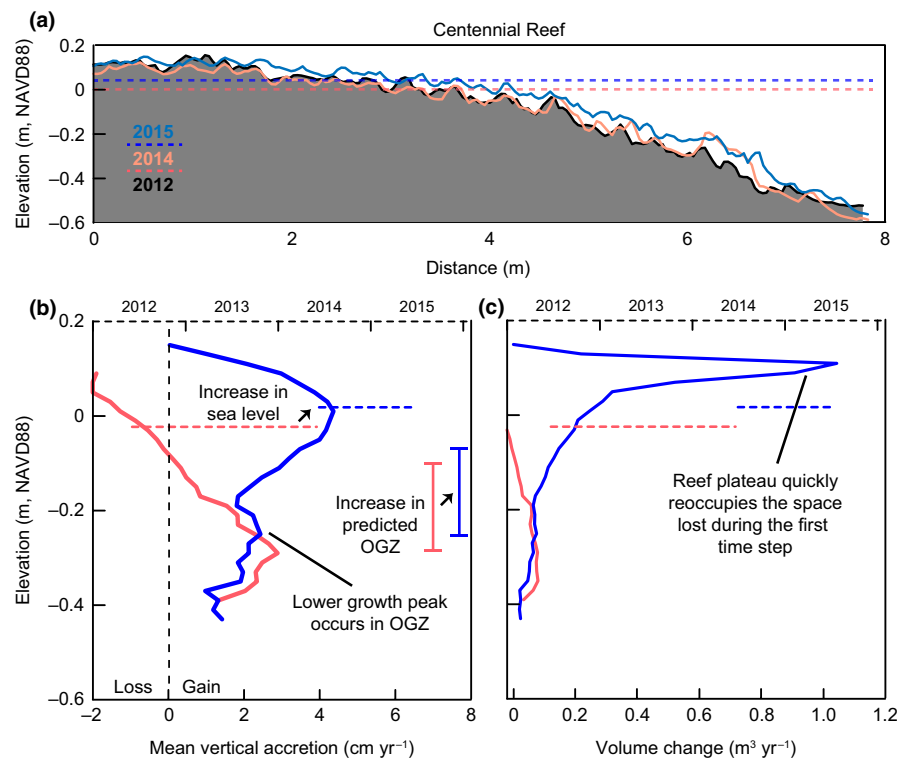 (a)
Centennial Reef
Elevation (m, NAVD88)
0.2
0
–0.2
–0.4
–0.6
2015
2014
2012
0
2
4
6
8
Distance (m)
(b)
2012
2013
2014
2015
Elevation (m, NAVD88)
0.2
0
–0.2
–0.4
–0.6
Increase in
sea level
Increase in
predicted
OGZ
Lower growth peak
occurs in OGZ
Loss
Gain
–2
0
2
4
6
8
Mean vertical accretion (cm yr⁻¹)
(c)
2012
2013
2014
2015
Reef plateau quickly
reoccupies the space
lost during the first
time step
0
0.2
0.4
0.6
0.8
1.0
1.2
Volume change (m³ yr⁻¹)